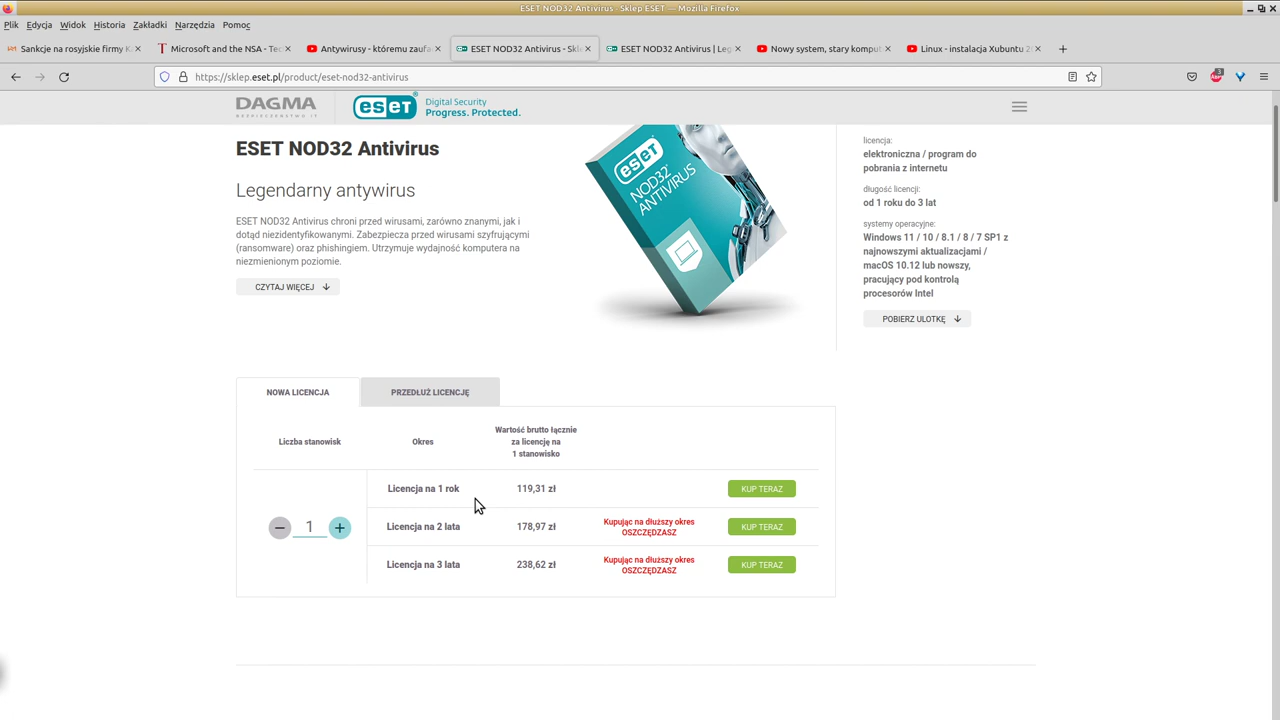 ESET NOD32 Antivirus - Sklep ESET — Mozilla Firefox
Plik Edycja Widok Historia Zakładki Narzędzia Pomoc
Sankcje na rosyjskie firmy K
Microsoft and the NSA - Tec
Antywirusy - któremu zaufa
ESET NOD32 Antivirus - Skle
ESET NOD32 Antivirus | Leg
Nowy system, stary kompu
Linux - instalacja Xubuntu 2
https://sklep.eset.pl/product/eset-nod32-antivirus
3
DAGMA
BEZPIECZEŃSTWO IT
eset
Digital Security
Progress. Protected.
ESET NOD32 Antivirus
Legendarny antywirus
ESET NOD32 Antivirus chroni przed wirusami, zarówno znanymi, jak i
dotąd niezidentyfikowanymi. Zabezpiecza przed wirusami szyfrującymi
(ransomware) oraz phishingiem. Utrzymuje wydajność komputera na
niezmienionym poziomie.
CZYTAJ WIĘCEJ
eset
NOD32
ANTIVIRUS
licencja:
elektroniczna / program do
pobrania z internetu
długość licencji:
od 1 roku do 3 lat
systemy operacyjne:
Windows 11 / 10 / 8.1 / 8 / 7 SP1 z
najnowszymi aktualizacjami /
macOS 10.12 lub nowszy,
pracujący pod kontrolą
procesorów Intel
POBIERZ ULOTKĘ
NOWA LICENCJA
PRZEDŁUŻ LICENCJĘ
Liczba stanowisk
Okres
Wartość brutto łącznie
za licencję na
1 stanowisko
Licencja na 1 rok 119,31 zł KUP TERAZ
1
Licencja na 2 lata 178,97 zł
Kupując na dłuższy okres
OSZCZĘDZASZ
KUP TERAZ
Licencja na 3 lata 238,62 zł
Kupując na dłuższy okres
OSZCZĘDZASZ
KUP TERAZ